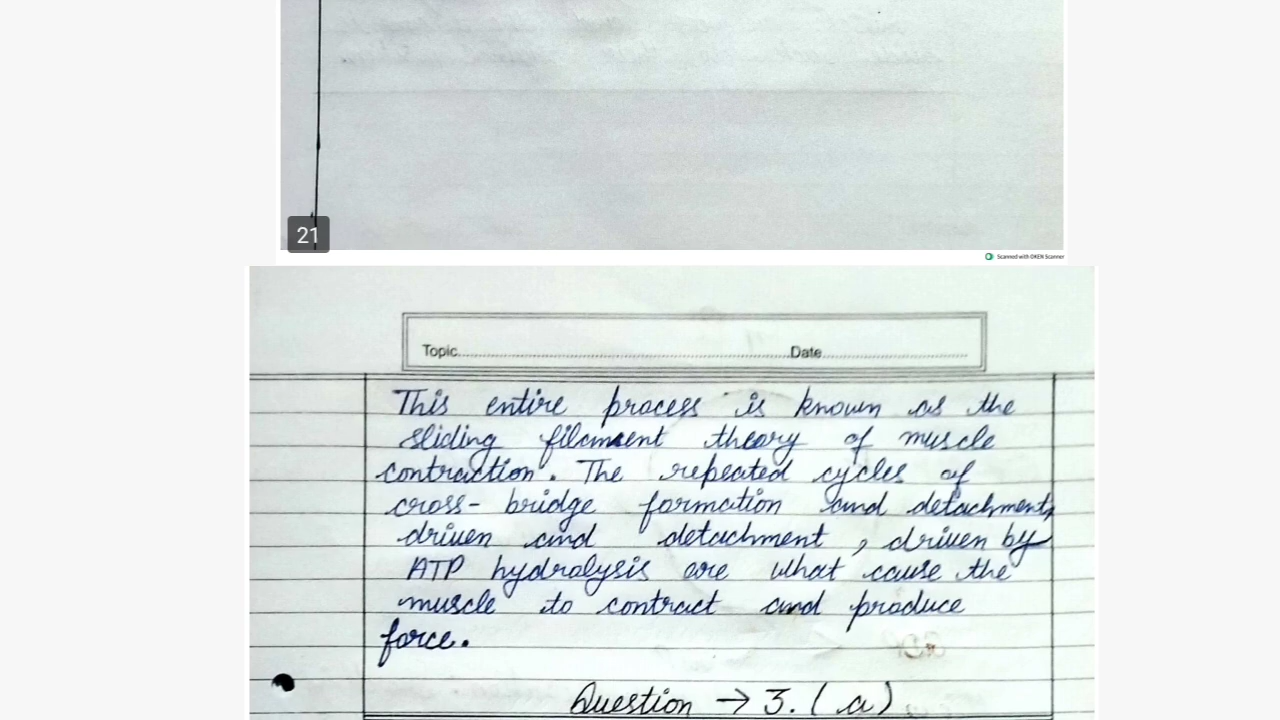 21
Scanned with OKEN Scanner
Topic Date
This entire process is known as the
sliding filament theory of muscle
contraction. The repeated cycles of
cross-bridge formation and detachment,
driven and detachment, driven by
ATP hydrolysis are what cause the
muscle to contract and produce
force.
Question → 3. (a)